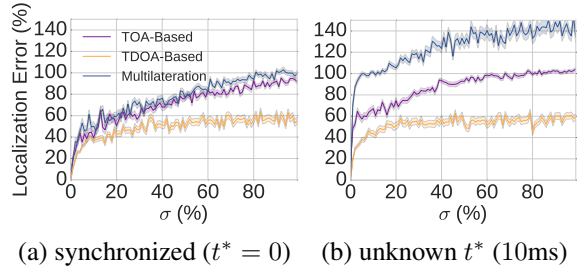 Localization Error (%)
140
120
100
80
60
40
20
0
TOA-Based
TDOA-Based
Multilateration
0 20 40 60 80
σ (%)
(a) synchronized (t* = 0)
140
120
100
80
60
40
20
0
0 20 40 60 80
σ (%)
(b) unknown t* (10ms)